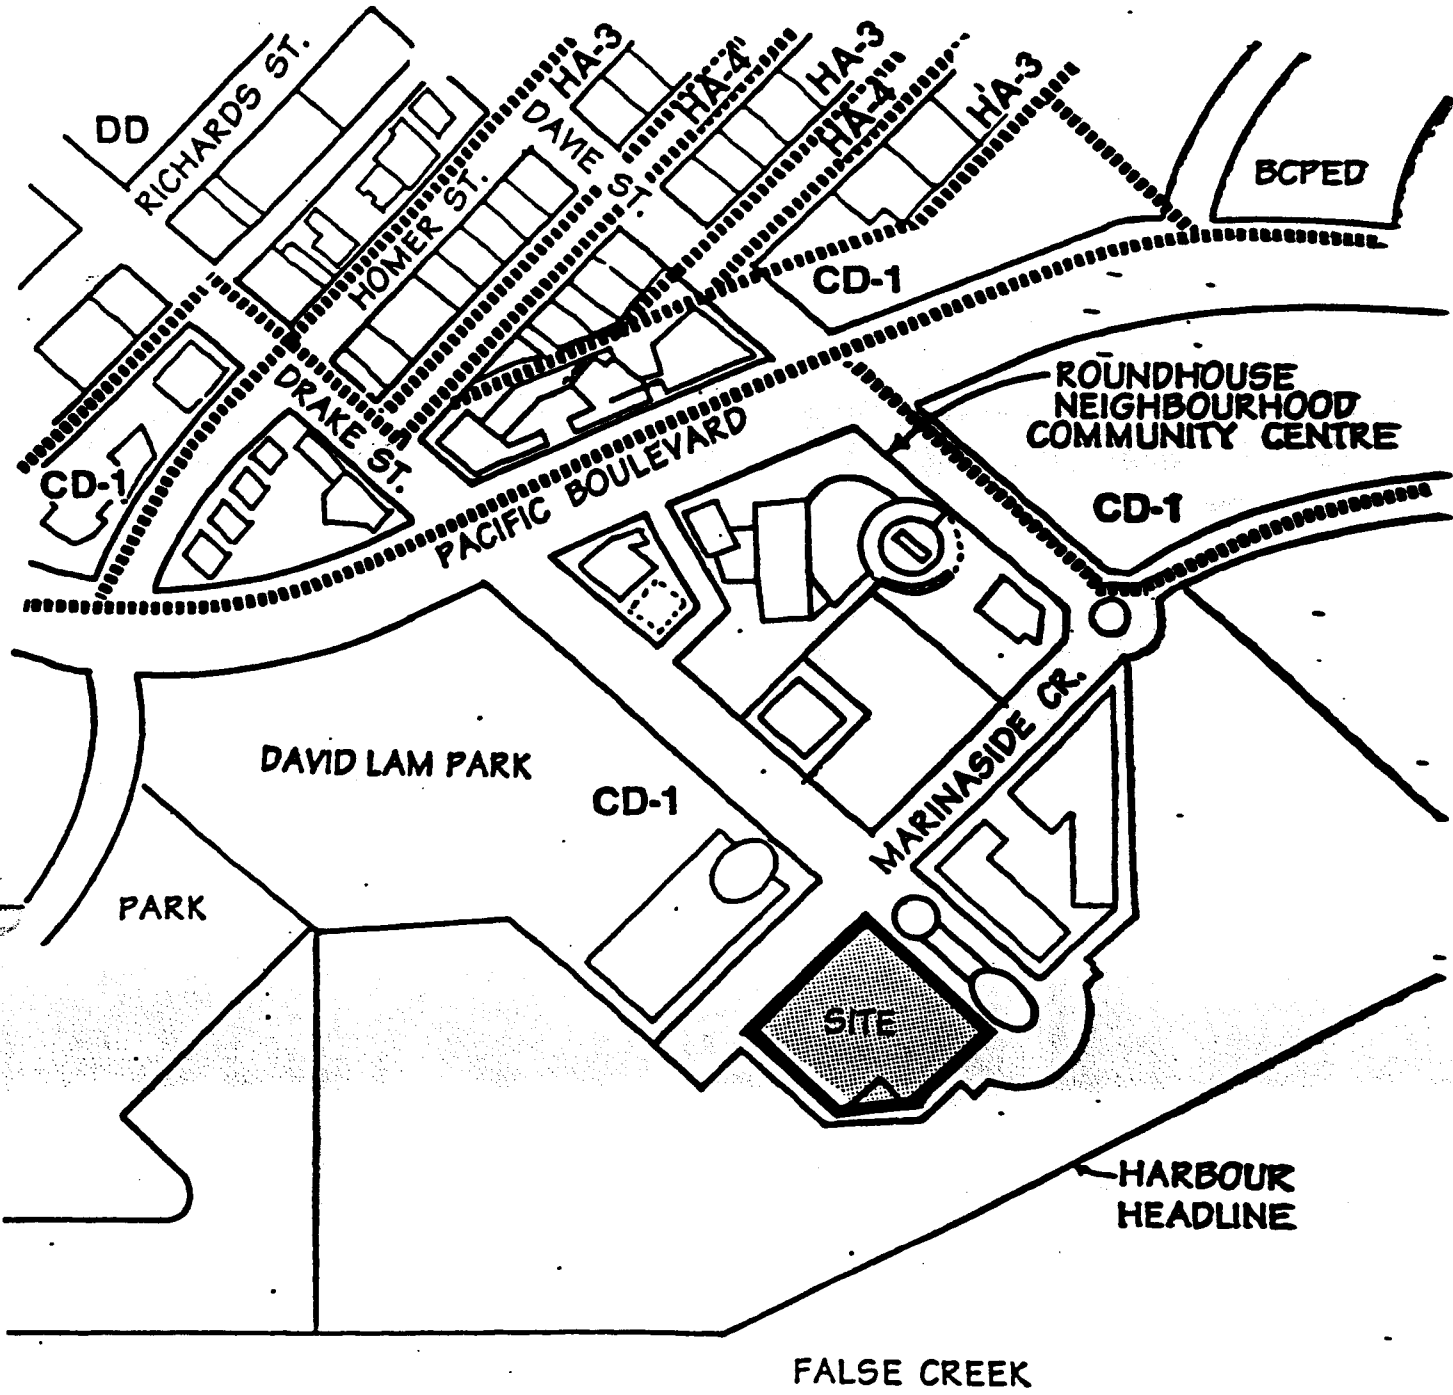 HA-3
HA-4
HA-3
HA-4
HA-3
DD
RICHARDS ST.
DAVIE ST.
BCPED
HOMER ST.
CD-1
DRAKE ST.
ROUNDHOUSE
NEIGHBOURHOOD
COMMUNITY CENTRE
CD-1
PACIFIC BOULEVARD
CD-1
MARINASIDE CR.
DAVID LAM PARK
CD-1
PARK
SITE
HARBOUR
HEADLINE
FALSE CREEK